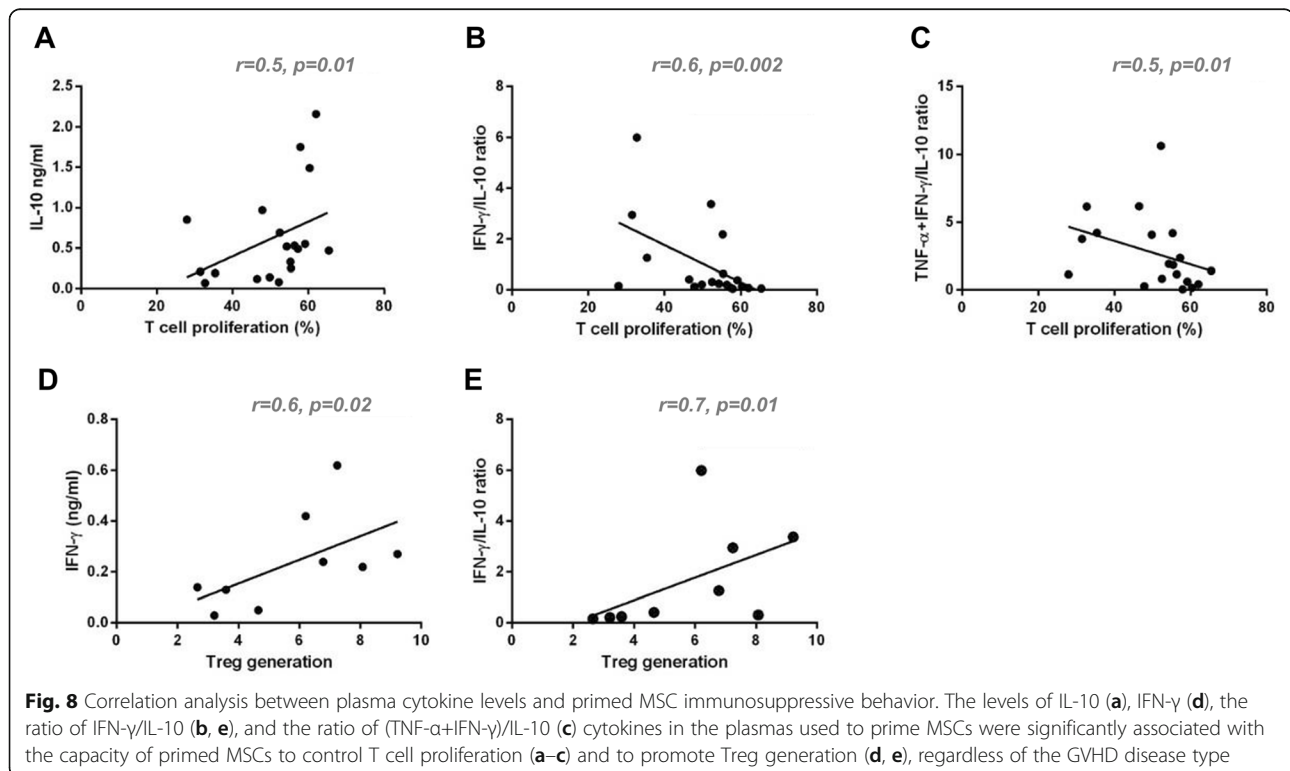 A
r=0.5, p=0.01
2.5
2.0
1.5
1.0
0.5
0.0
IL-10 ng/ml
0 20 40 60 80
T cell proliferation (%)
B
r=0.6, p=0.002
8
6
4
2
0
IFN-γ/IL-10 ratio
0 20 40 60 80
T cell proliferation (%)
C
r=0.5, p=0.01
15
10
5
0
TNF-α+IFN-γ/IL-10 ratio
0 20 40 60 80
T cell proliferation (%)
D
r=0.6, p=0.02
0.8
0.6
0.4
0.2
0.0
IFN-γ (ng/ml)
0 2 4 6 8 10
Treg generation
E
r=0.7, p=0.01
8
6
4
2
0
IFN-γ/IL-10 ratio
0 2 4 6 8 10
Treg generation
Fig. 8 Correlation analysis between plasma cytokine levels and primed MSC immunosuppressive behavior. The levels of IL-10 (a), IFN-γ (d), the
ratio of IFN-γ/IL-10 (b, e), and the ratio of (TNF-α+IFN-γ)/IL-10 (c) cytokines in the plasmas used to prime MSCs were significantly associated with
the capacity of primed MSCs to control T cell proliferation (a–c) and to promote Treg generation (d, e), regardless of the GVHD disease type